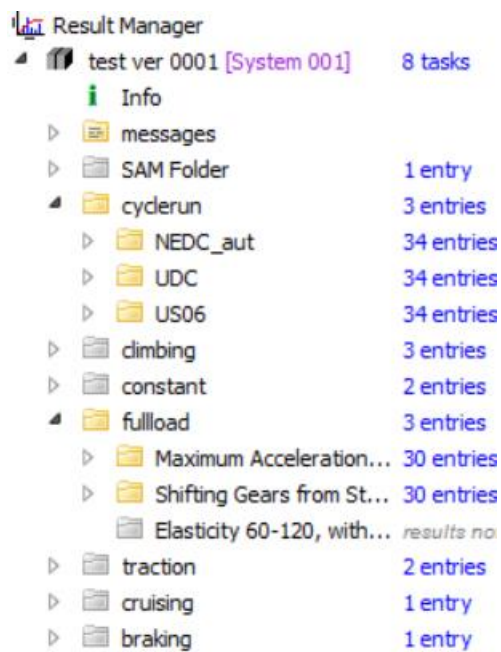 Result Manager
test ver 0001 [System 001] 8 tasks
i Info
messages
SAM Folder 1 entry
cyclerun 3 entries
NEDC_aut 34 entries
UDC 34 entries
US06 34 entries
climbing 3 entries
constant 2 entries
fullload 3 entries
Maximum Acceleration... 30 entries
Shifting Gears from St... 30 entries
Elasticity 60-120, with... results no
traction 2 entries
cruising 1 entry
braking 1 entry